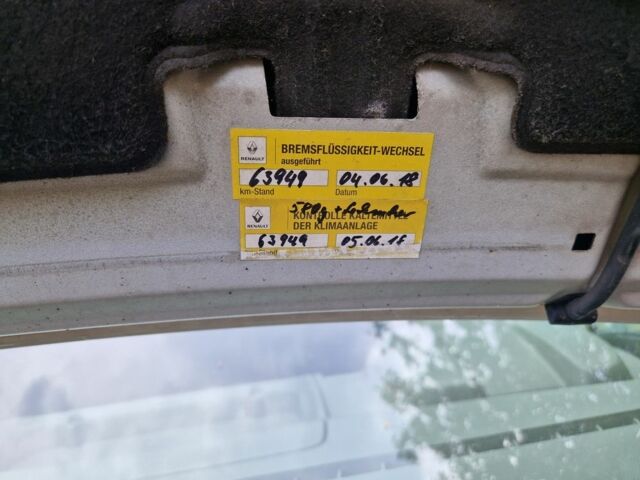 BREMSFLÜSSIGKEIT-WECHSEL
RENAULT
ausgeführt
63949 04.06.18
km-Stand Datum
580g +
KONTROLLE KÄLTEMITTEL
RENAULT
DER KLIMAANLAGE
63949 05.06.18